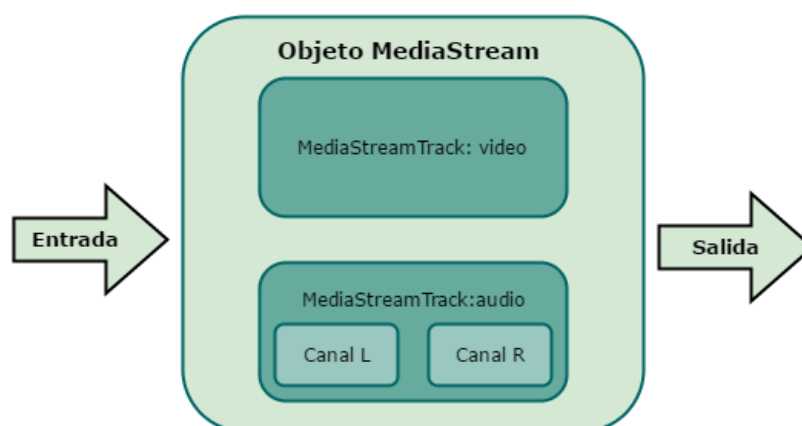 Objeto MediaStream
MediaStreamTrack: video
Entrada
Salida
MediaStreamTrack:audio
Canal L
Canal R